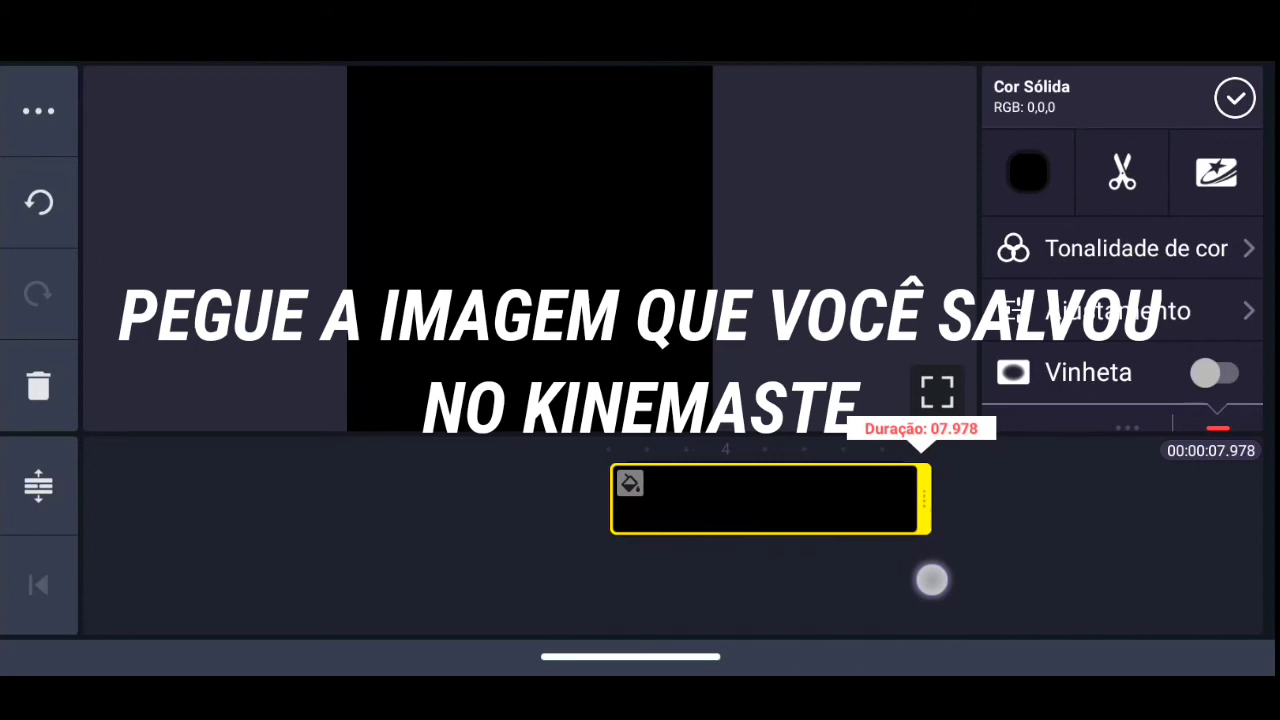 Cor Sólida
RGB: 0,0,0
Tonalidade de cor
Ajustamento
Vinheta
PEGUE A IMAGEM QUE VOCÊ SALVOU
NO KINEMASTE
Duração: 07.978
4
00:00:07.978